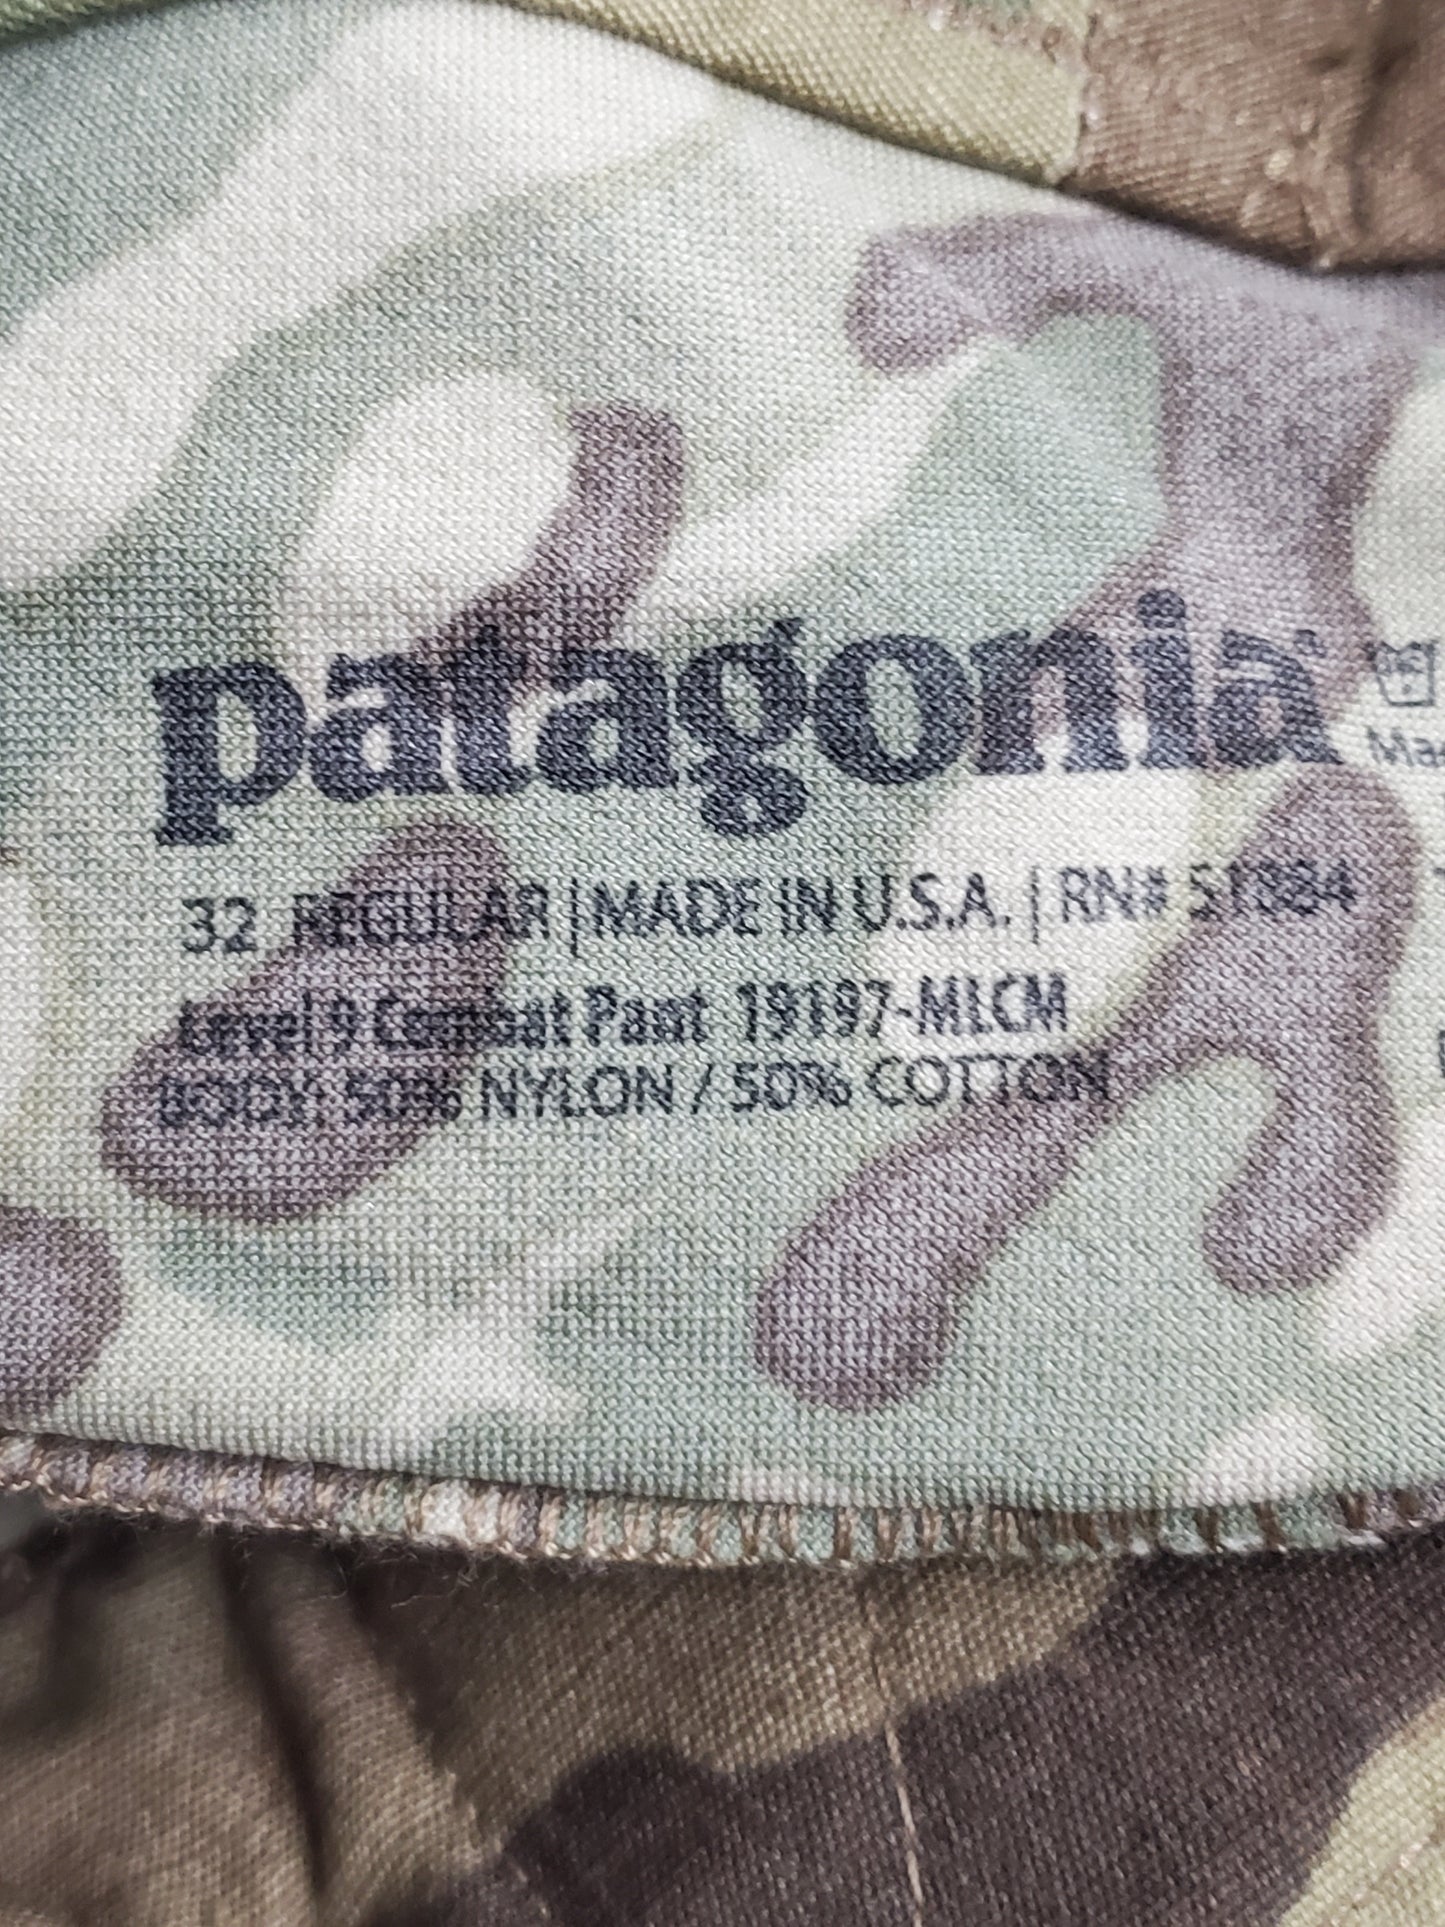 patagonia
32 REGULAR | MADE IN U.S.A. | RN# 51884
Level 9 Combat Pant 19197-MLCM
BODY: 50% NYLON / 50% COTTON